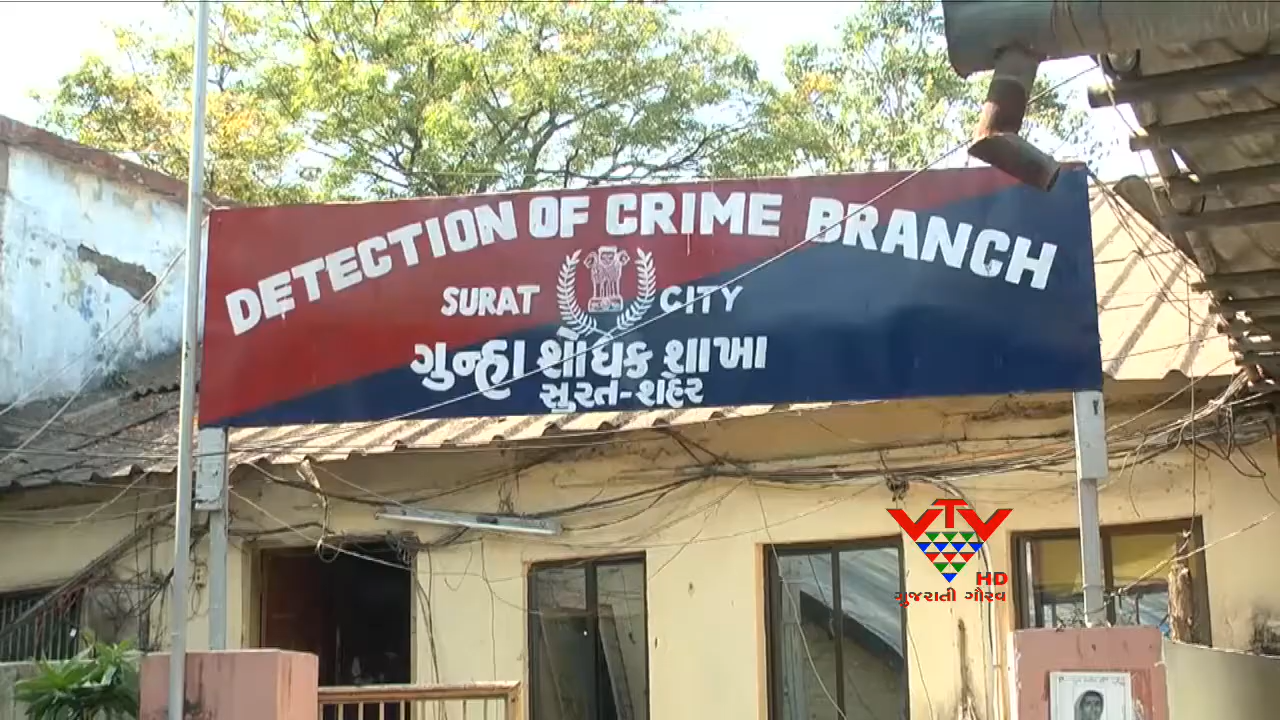 DETECTION OF CRIME BRANCH
SURAT CITY
ગુન્હા શોધક શાખા
સુરત-શહેર
VTV
HD
ગુજરાતી ગૌરવ